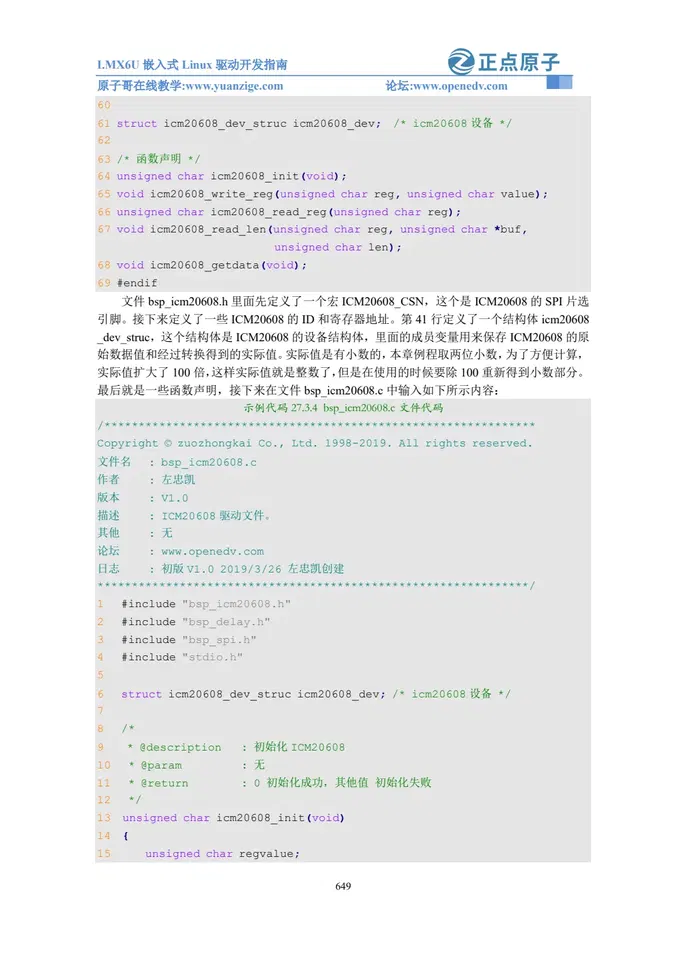 I.MX6U 嵌入式 Linux 驱动开发指南
正点原子
原子哥在线教学:www.yuanzige.com 论坛:www.openedv.com
60
61 struct icm20608_dev_struc icm20608_dev; /* icm20608 设备 */
62
63 /* 函数声明 */
64 unsigned char icm20608_init(void);
65 void icm20608_write_reg(unsigned char reg, unsigned char value);
66 unsigned char icm20608_read_reg(unsigned char reg);
67 void icm20608_read_len(unsigned char reg, unsigned char *buf,
unsigned char len);
68 void icm20608_getdata(void);
69 #endif
文件 bsp_icm20608.h 里面先定义了一个宏 ICM20608_CSN，这个是 ICM20608 的 SPI 片选
引脚。接下来定义了一些 ICM20608 的 ID 和寄存器地址。第 41 行定义了一个结构体 icm20608
_dev_struc，这个结构体是 ICM20608 的设备结构体，里面的成员变量用来保存 ICM20608 的原
始数据值和经过转换得到的实际值。实际值是有小数的，本章例程取两位小数，为了方便计算，
实际值扩大了 100 倍，这样实际值就是整数了，但是在使用的时候要除 100 重新得到小数部分。
最后就是一些函数声明，接下来在文件 bsp_icm20608.c 中输入如下所示内容：
示例代码 27.3.4 bsp_icm20608.c 文件代码
/***************************************************************
Copyright © zuozhongkai Co., Ltd. 1998-2019. All rights reserved.
文件名 : bsp_icm20608.c
作者 : 左忠凯
版本 : V1.0
描述 : ICM20608 驱动文件。
其他 : 无
论坛 : www.openedv.com
日志 : 初版 V1.0 2019/3/26 左忠凯创建
***************************************************************/
1 #include "bsp_icm20608.h"
2 #include "bsp_delay.h"
3 #include "bsp_spi.h"
4 #include "stdio.h"
5
6 struct icm20608_dev_struc icm20608_dev; /* icm20608 设备 */
7
8 /*
9 * @description : 初始化 ICM20608
10 * @param : 无
11 * @return : 0 初始化成功，其他值 初始化失败
12 */
13 unsigned char icm20608_init(void)
14 {
15 unsigned char regvalue;
649